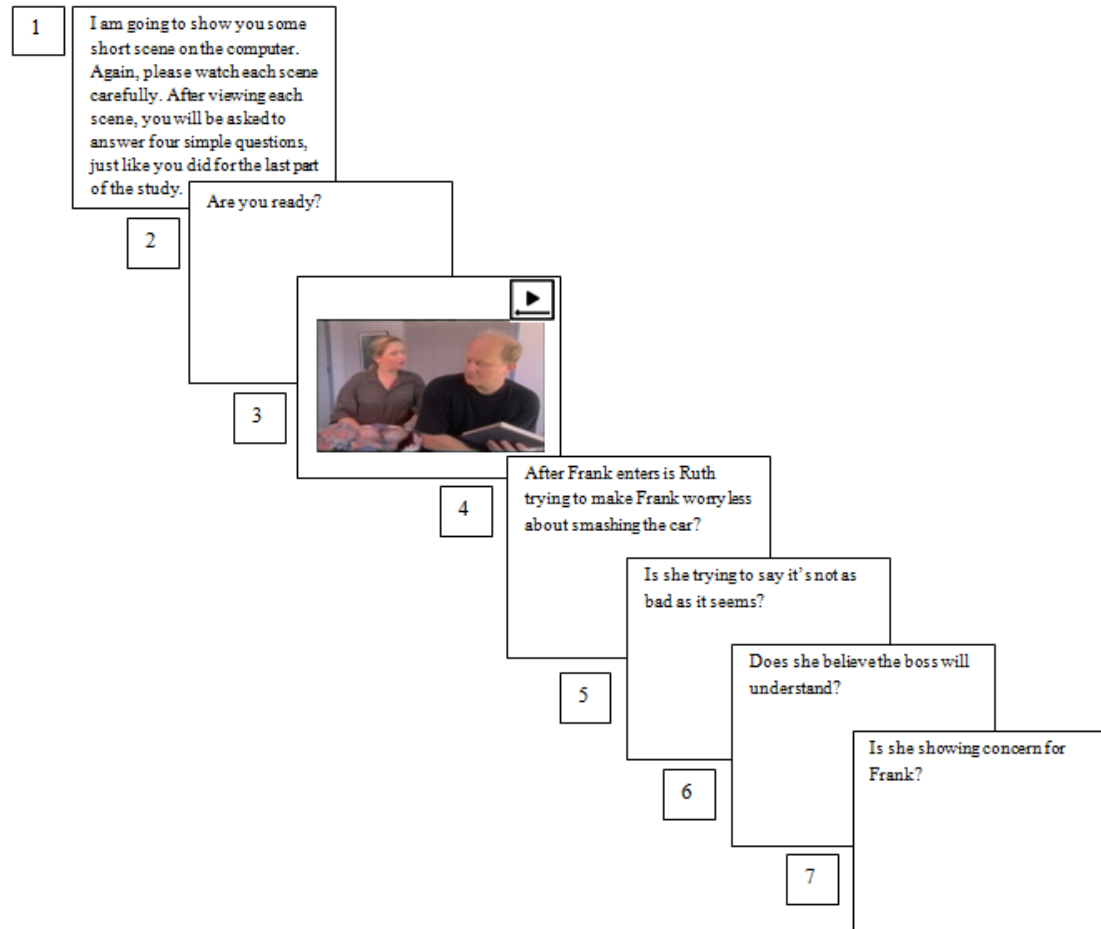 1
I am going to show you some
short scene on the computer.
Again, please watch each scene
carefully. After viewing each
scene, you will be asked to
answer four simple questions,
just like you did for the last part
of the study.
2
Are you ready?
3
4
After Frank enters is Ruth
trying to make Frank worry less
about smashing the car?
5
Is she trying to say it’s not as
bad as it seems?
6
Does she believe the boss will
understand?
7
Is she showing concern for
Frank?